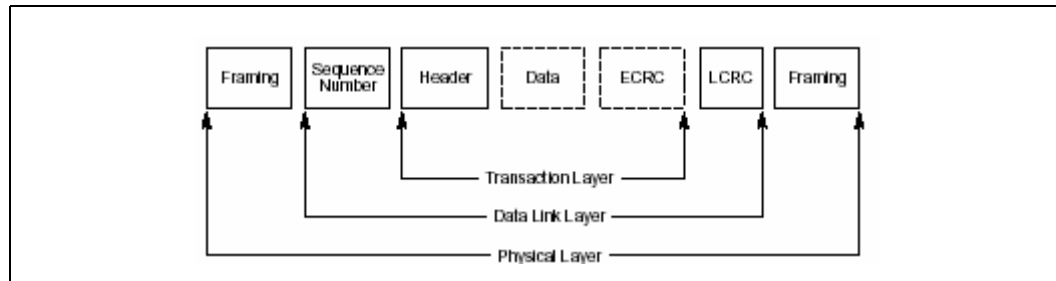 Framing
Sequence
Number
Header
Data
ECRC
LCRC
Framing
Transaction Layer
Data Link Layer
Physical Layer